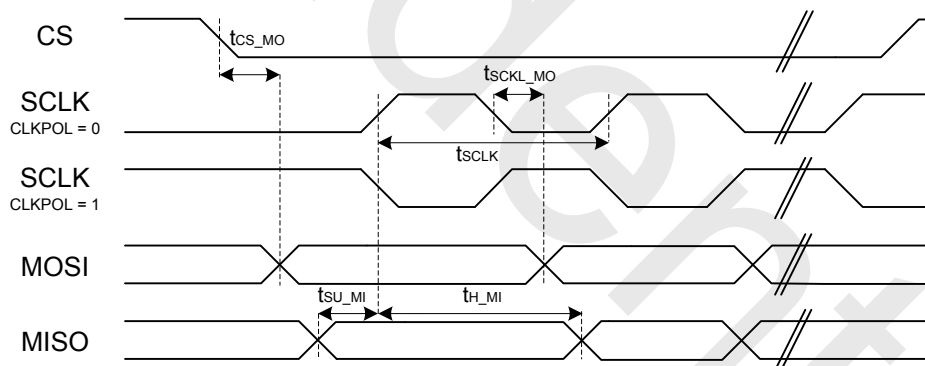 CS
tCS_MO
tSCKL_MO
SCLK
CLKPOL = 0
tSCLK
SCLK
CLKPOL = 1
MOSI
tSU_MI
tH_MI
MISO